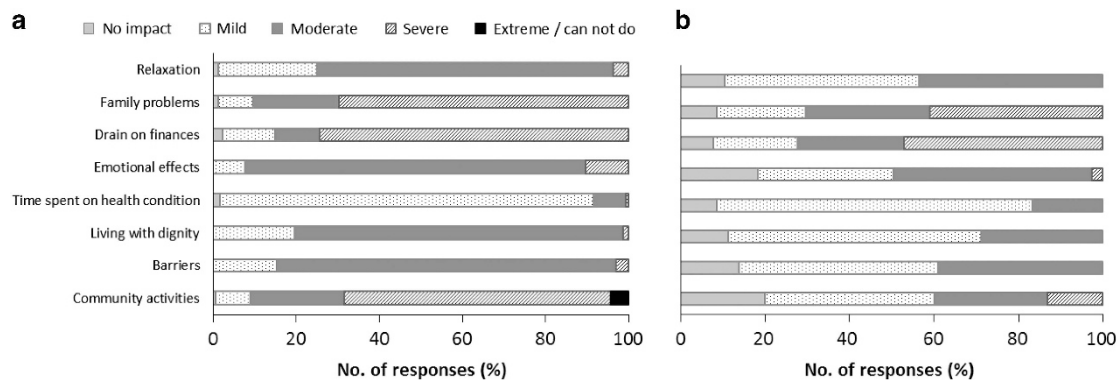 a
No impact Mild Moderate Severe Extreme / can not do
b
Relaxation
Family problems
Drain on finances
Emotional effects
Time spent on health condition
Living with dignity
Barriers
Community activities
0 20 40 60 80 100
No. of responses (%)
0 20 40 60 80 100
No. of responses (%)